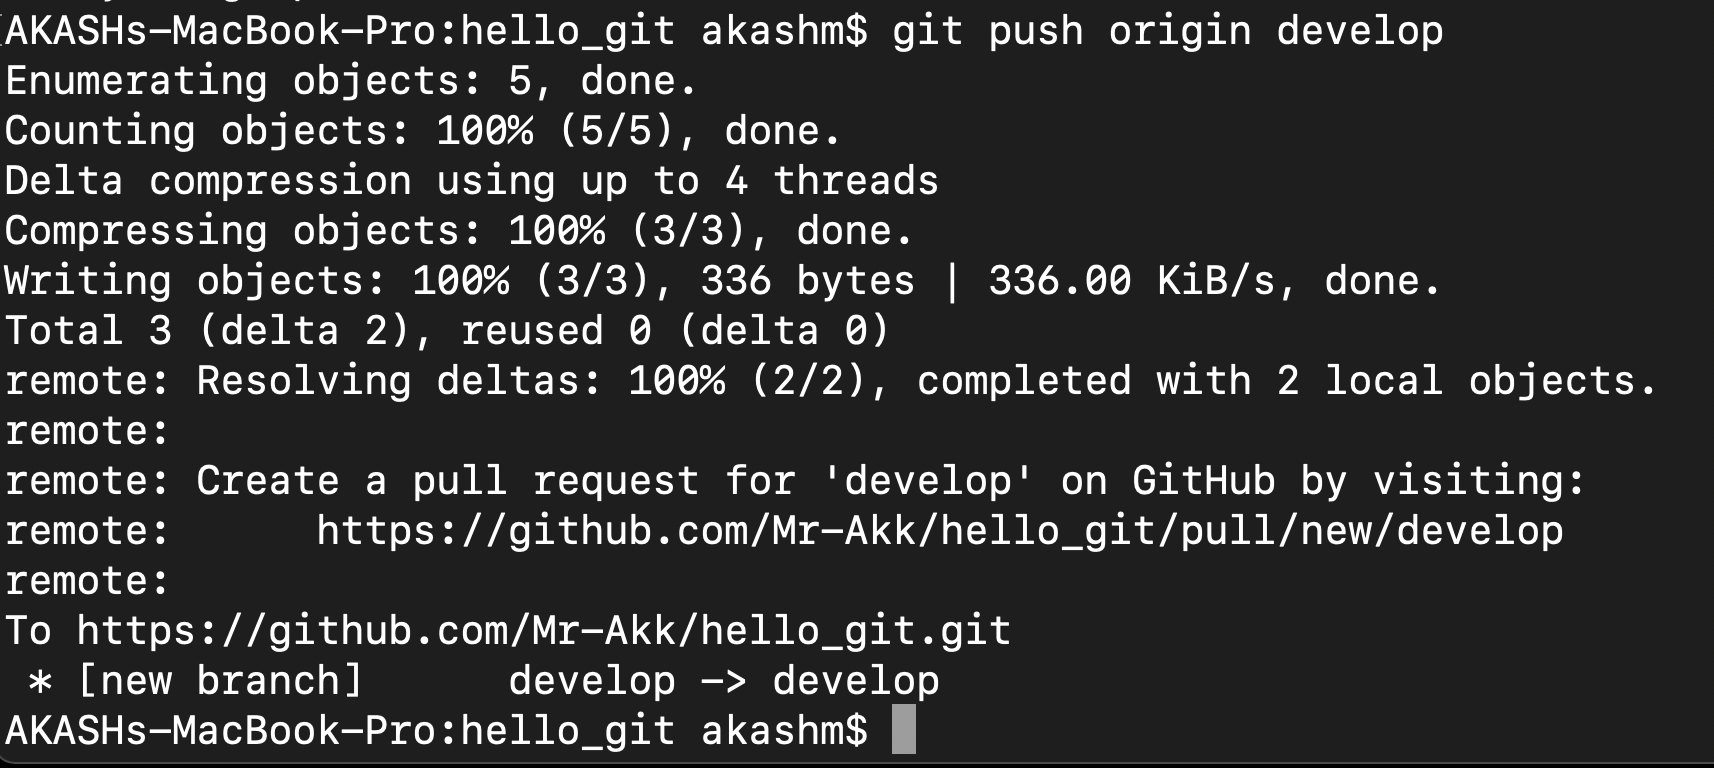 AKASHs-MacBook-Pro:hello_git akashm$ git push origin develop
Enumerating objects: 5, done.
Counting objects: 100% (5/5), done.
Delta compression using up to 4 threads
Compressing objects: 100% (3/3), done.
Writing objects: 100% (3/3), 336 bytes | 336.00 KiB/s, done.
Total 3 (delta 2), reused 0 (delta 0)
remote: Resolving deltas: 100% (2/2), completed with 2 local objects.
remote:
remote: Create a pull request for 'develop' on GitHub by visiting:
remote:      https://github.com/Mr-Akk/hello_git/pull/new/develop
remote:
To https://github.com/Mr-Akk/hello_git.git
 * [new branch]      develop -> develop
AKASHs-MacBook-Pro:hello_git akashm$